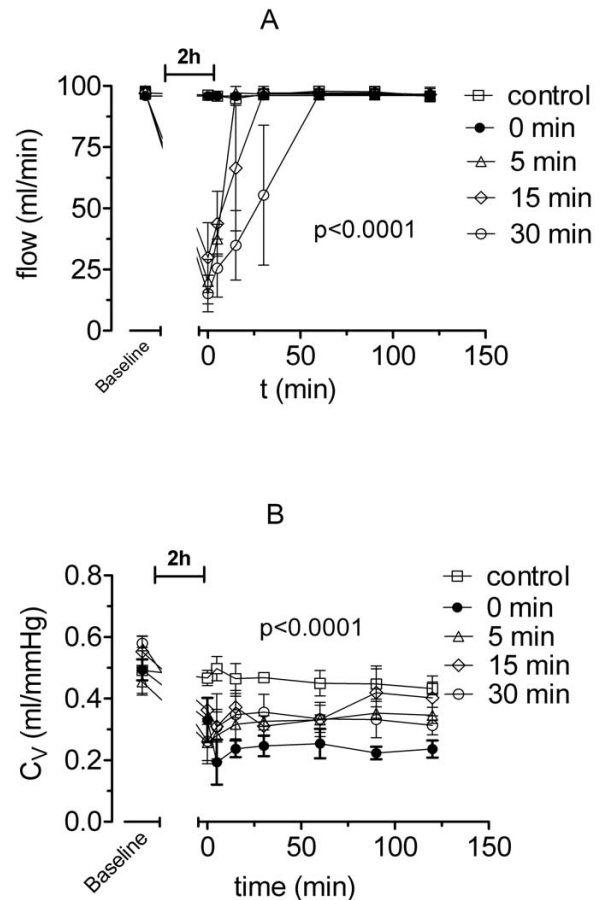 A
2h
100
75
50
25
0
flow (ml/min)
control
0 min
5 min
15 min
30 min
p<0.0001
Baseline
0
50
100
150
t (min)
B
2h
0.8
0.6
0.4
0.2
0.0
C_V (ml/mmHg)
control
0 min
5 min
15 min
30 min
p<0.0001
Baseline
0
50
100
150
time (min)